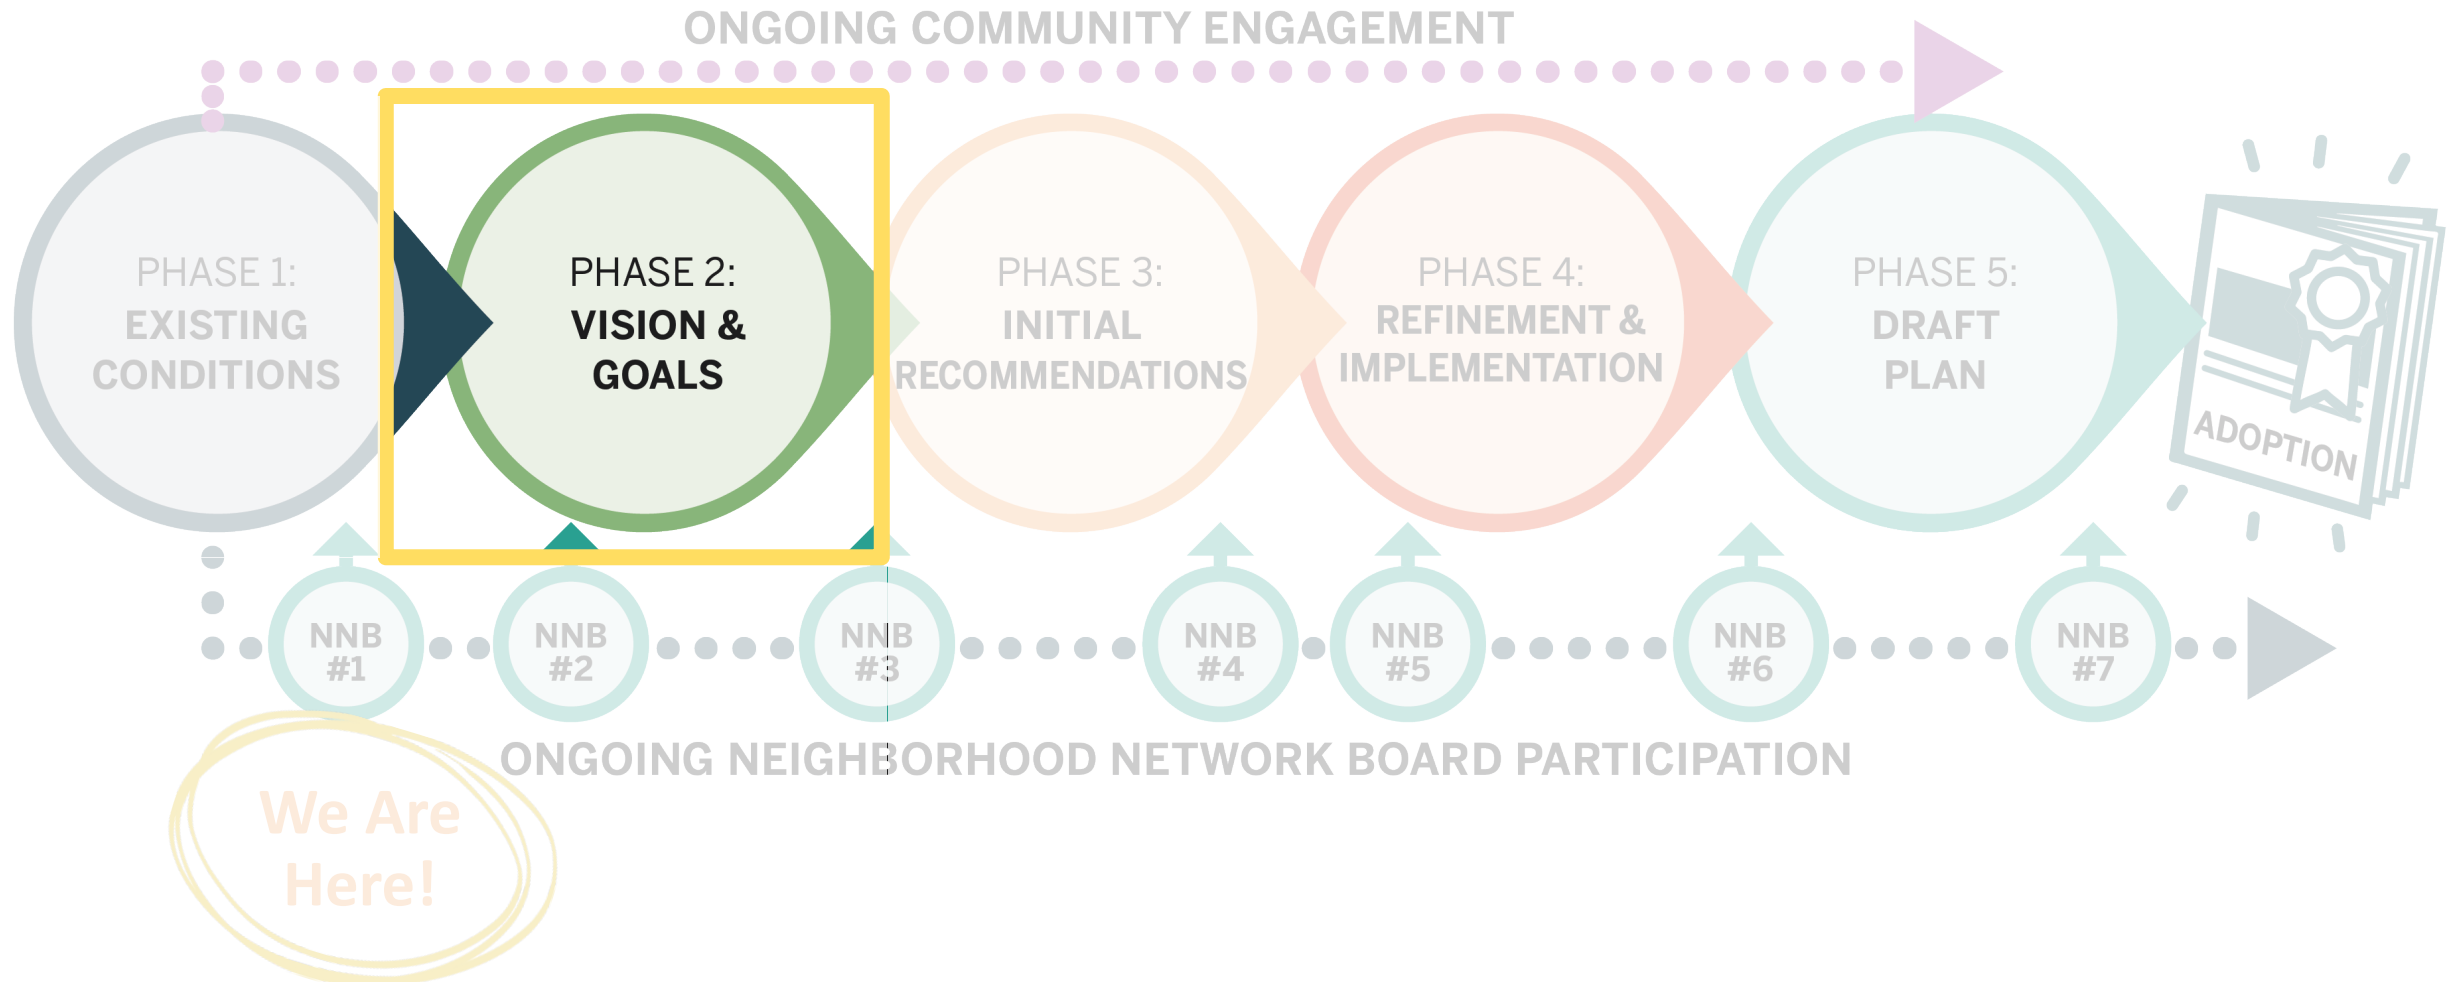 ONGOING COMMUNITY ENGAGEMENT
PHASE 1:
EXISTING
CONDITIONS
PHASE 2:
VISION &
GOALS
PHASE 3:
INITIAL
RECOMMENDATIONS
PHASE 4:
REFINEMENT &
IMPLEMENTATION
PHASE 5:
DRAFT
PLAN
ADOPTION
NNB
#1
NNB
#2
NNB
#3
NNB
#4
NNB
#5
NNB
#6
NNB
#7
ONGOING NEIGHBORHOOD NETWORK BOARD PARTICIPATION
We Are
Here!